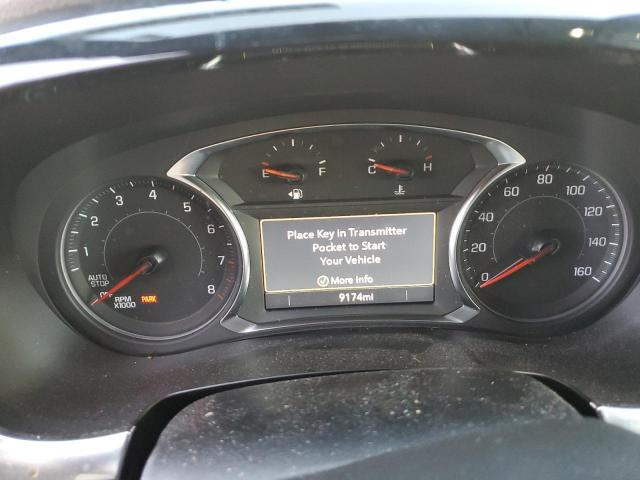 E F
C H
1 2 3 4 5 6 7 8
AUTO
STOP
OFF
RPM
X1000
PARK
Place Key In Transmitter
Pocket to Start
Your Vehicle
More Info
9174mi
0 20 40 60 80 100 120 140 160